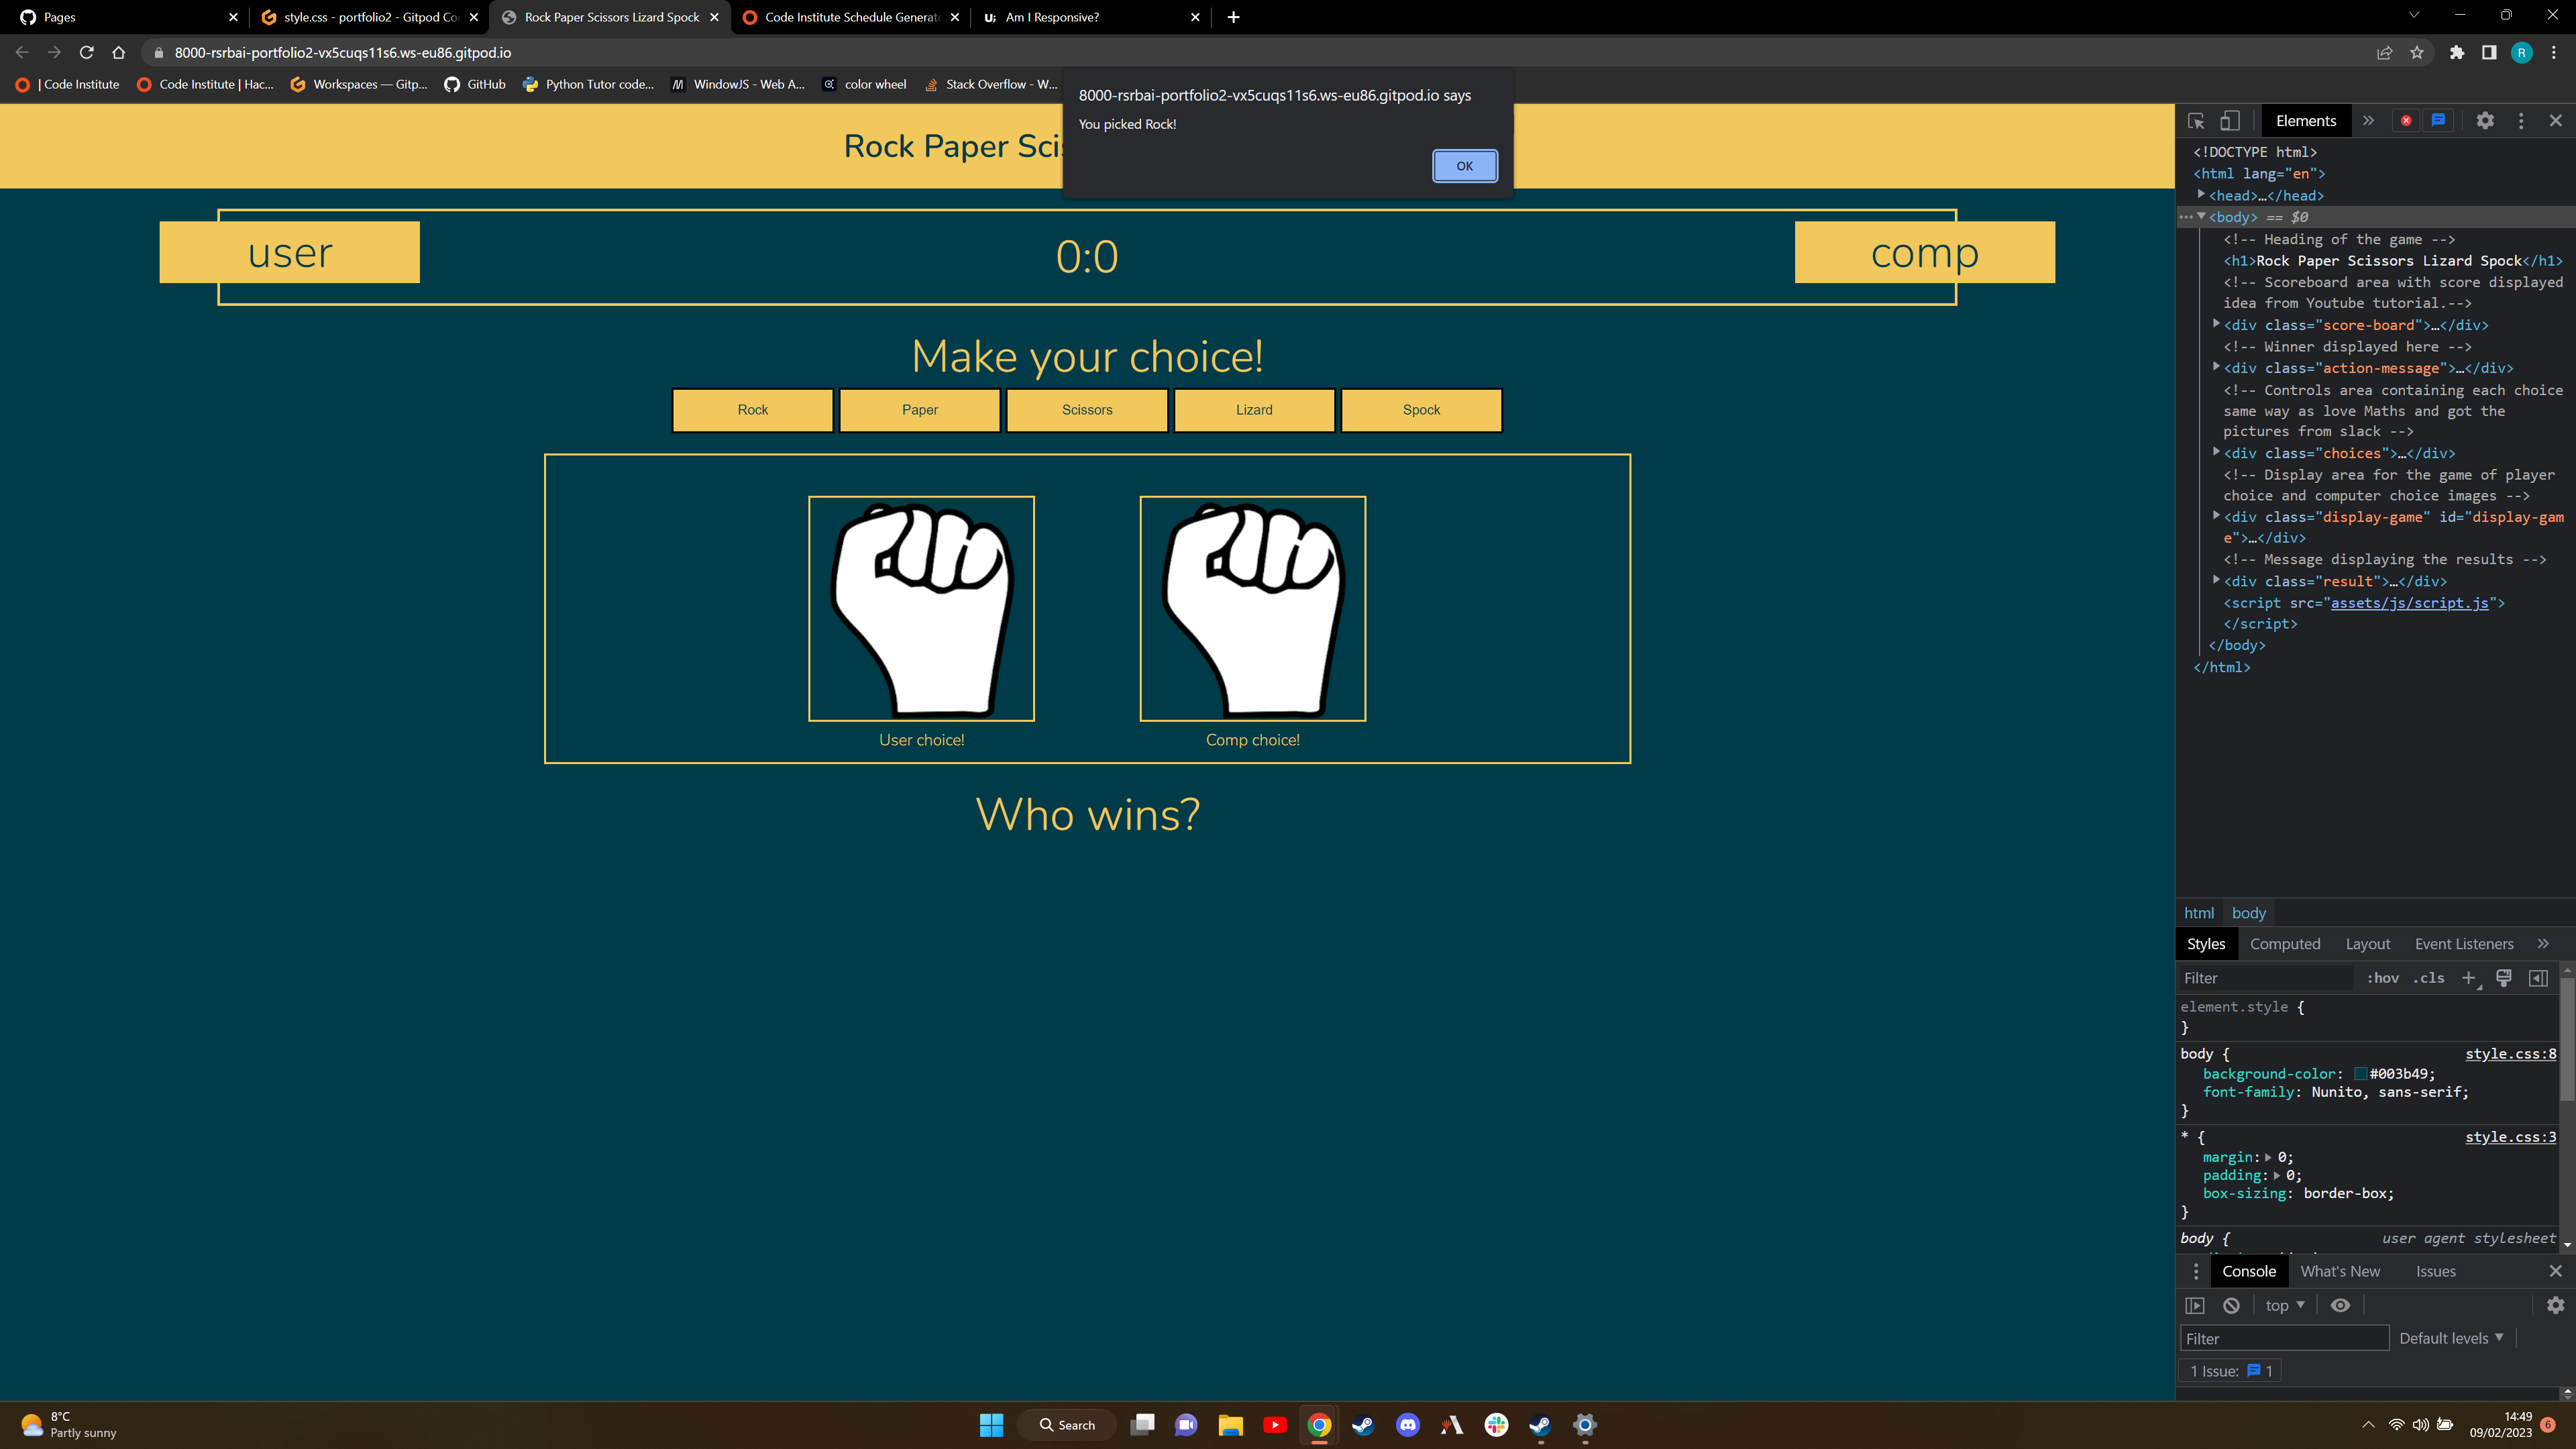 Pages
style.css - portfolio2 - Gitpod Co
Rock Paper Scissors Lizard Spock
Code Institute Schedule Generat
Am I Responsive?
8000-rsrbai-portfolio2-vx5cuqs11s6.ws-eu86.gitpod.io
R
| Code Institute
Code Institute | Hac...
Workspaces — Gitp...
GitHub
Python Tutor code...
WindowJS - Web A...
color wheel
Stack Overflow - W...
8000-rsrbai-portfolio2-vx5cuqs11s6.ws-eu86.gitpod.io says
You picked Rock!
OK
Rock Paper Scis
user
0:0
comp
Make your choice!
Rock
Paper
Scissors
Lizard
Spock
User choice!
Comp choice!
Who wins?
Elements
<!DOCTYPE html>
<html lang="en">
<head>…</head>
<body> == $0
<!-- Heading of the game -->
<h1>Rock Paper Scissors Lizard Spock</h1>
<!-- Scoreboard area with score displayed
idea from Youtube tutorial.-->
<div class="score-board">…</div>
<!-- Winner displayed here -->
<div class="action-message">…</div>
<!-- Controls area containing each choice
same way as love Maths and got the
pictures from slack -->
<div class="choices">…</div>
<!-- Display area for the game of player
choice and computer choice images -->
<div class="display-game" id="display-gam
e">…</div>
<!-- Message displaying the results -->
<div class="result">…</div>
<script src="assets/js/script.js">
</script>
</body>
</html>
html body
Styles Computed Layout Event Listeners
Filter :hov .cls
element.style {
}
body { style.css:8
background-color: #003b49;
font-family: Nunito, sans-serif;
}
* { style.css:3
margin: 0;
padding: 0;
box-sizing: border-box;
}
body { user agent stylesheet
Console What's New Issues
top
Filter Default levels
1 Issue: 1
8°C
Partly sunny
Search
14:49
09/02/2023
6